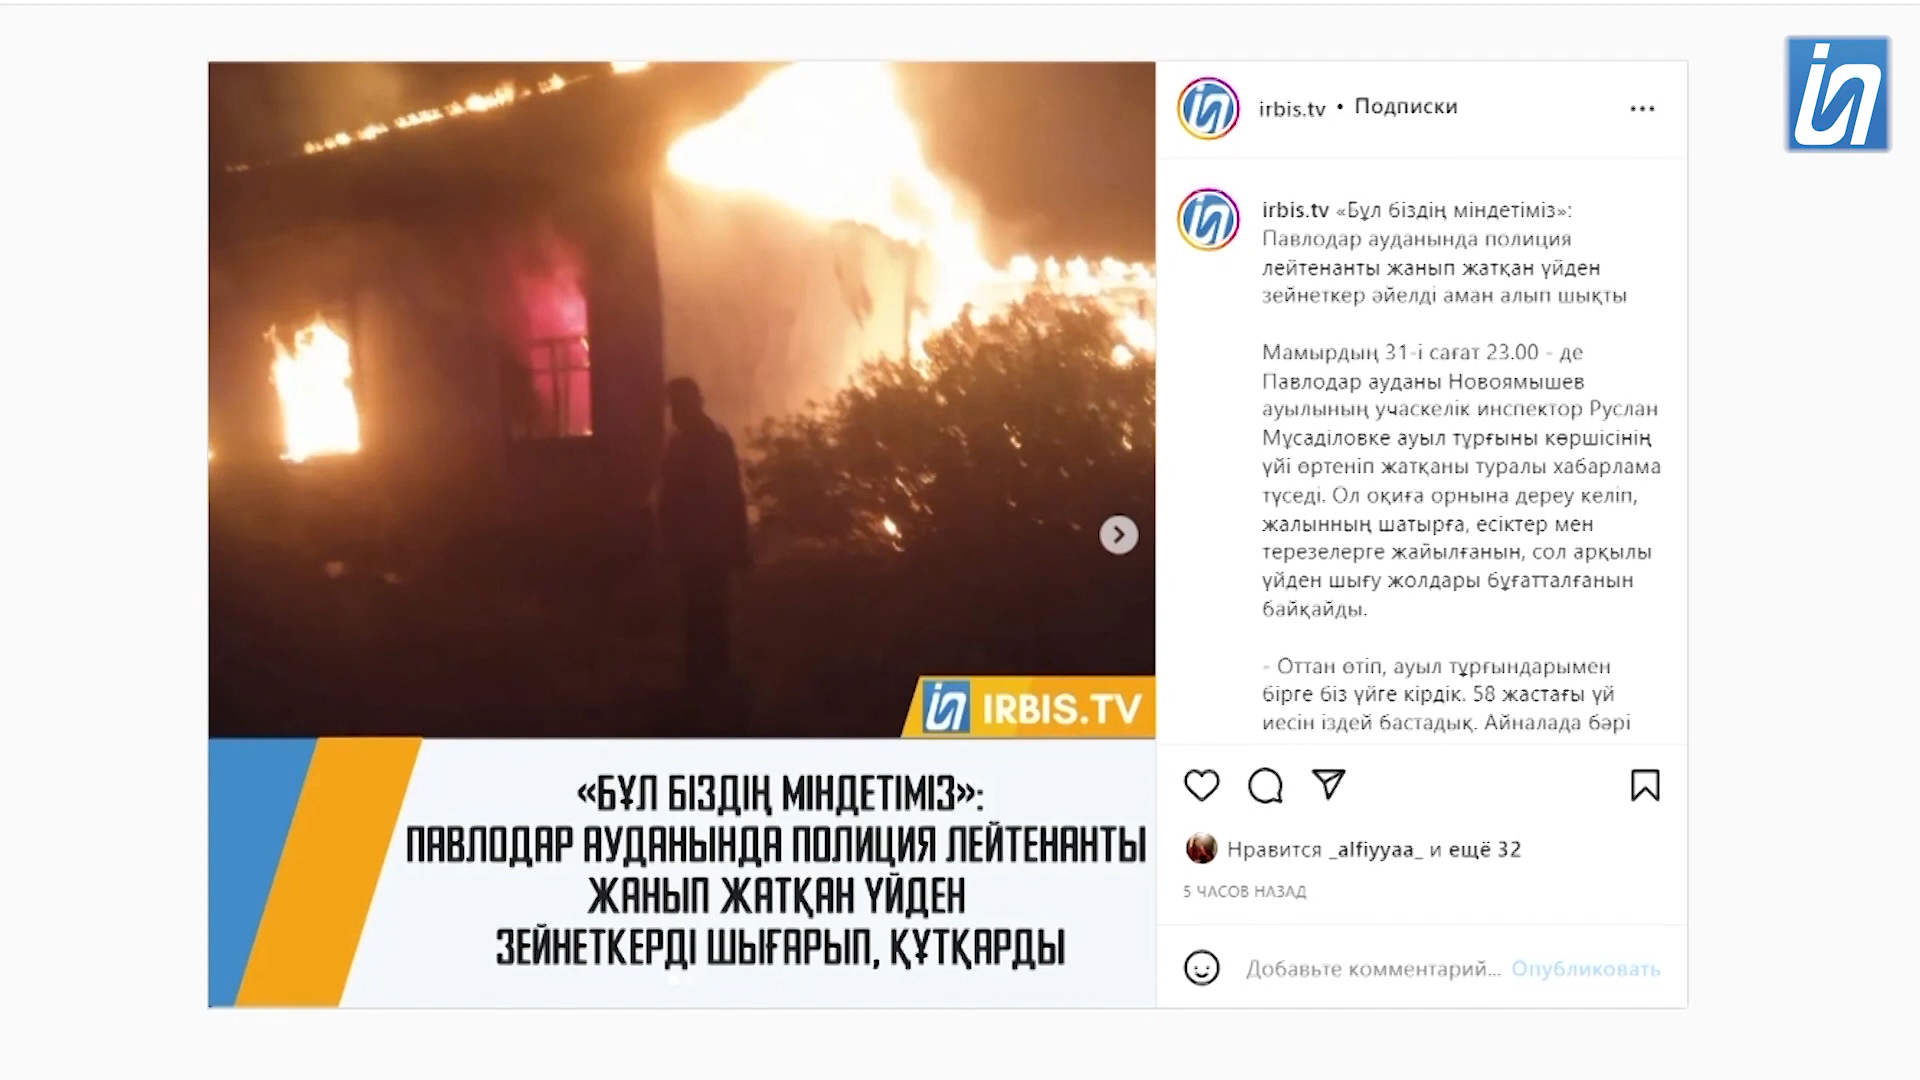 IRBIS.TV
«БҰЛ БІЗДІҢ МІНДЕТІМІЗ»:
ПАВЛОДАР АУДАНЫНДА ПОЛИЦИЯ ЛЕЙТЕНАНТЫ
ЖАНЫП ЖАТҚАН ҮЙДЕН
ЗЕЙНЕТКЕРДІ ШЫҒАРЫП, ҚҰТҚАРДЫ
irbis.tv • Подписки
irbis.tv «Бұл біздің міндетіміз»:
Павлодар ауданында полиция
лейтенанты жанып жатқан үйден
зейнеткер әйелді аман алып шықты
Мамырдың 31-і сағат 23.00 - де
Павлодар ауданы Новоямышев
ауылының учаскелік инспектор Руслан
Мұсаділовке ауыл тұрғыны көршісінің
үйі өртеніп жатқаны туралы хабарлама
түседі. Ол оқиға орнына дереу келіп,
жалынның шатырға, есіктер мен
терезелерге жайылғанын, сол арқылы
үйден шығу жолдары бұғатталғанын
байқайды.
- Оттан өтіп, ауыл тұрғындарымен
бірге біз үйге кірдік. 58 жастағы үй
иесін іздей бастадық. Айналада бәрі
Нравится _alfiyyaa_ и ещё 32
5 ЧАСОВ НАЗАД
Добавьте комментарий... Опубликовать